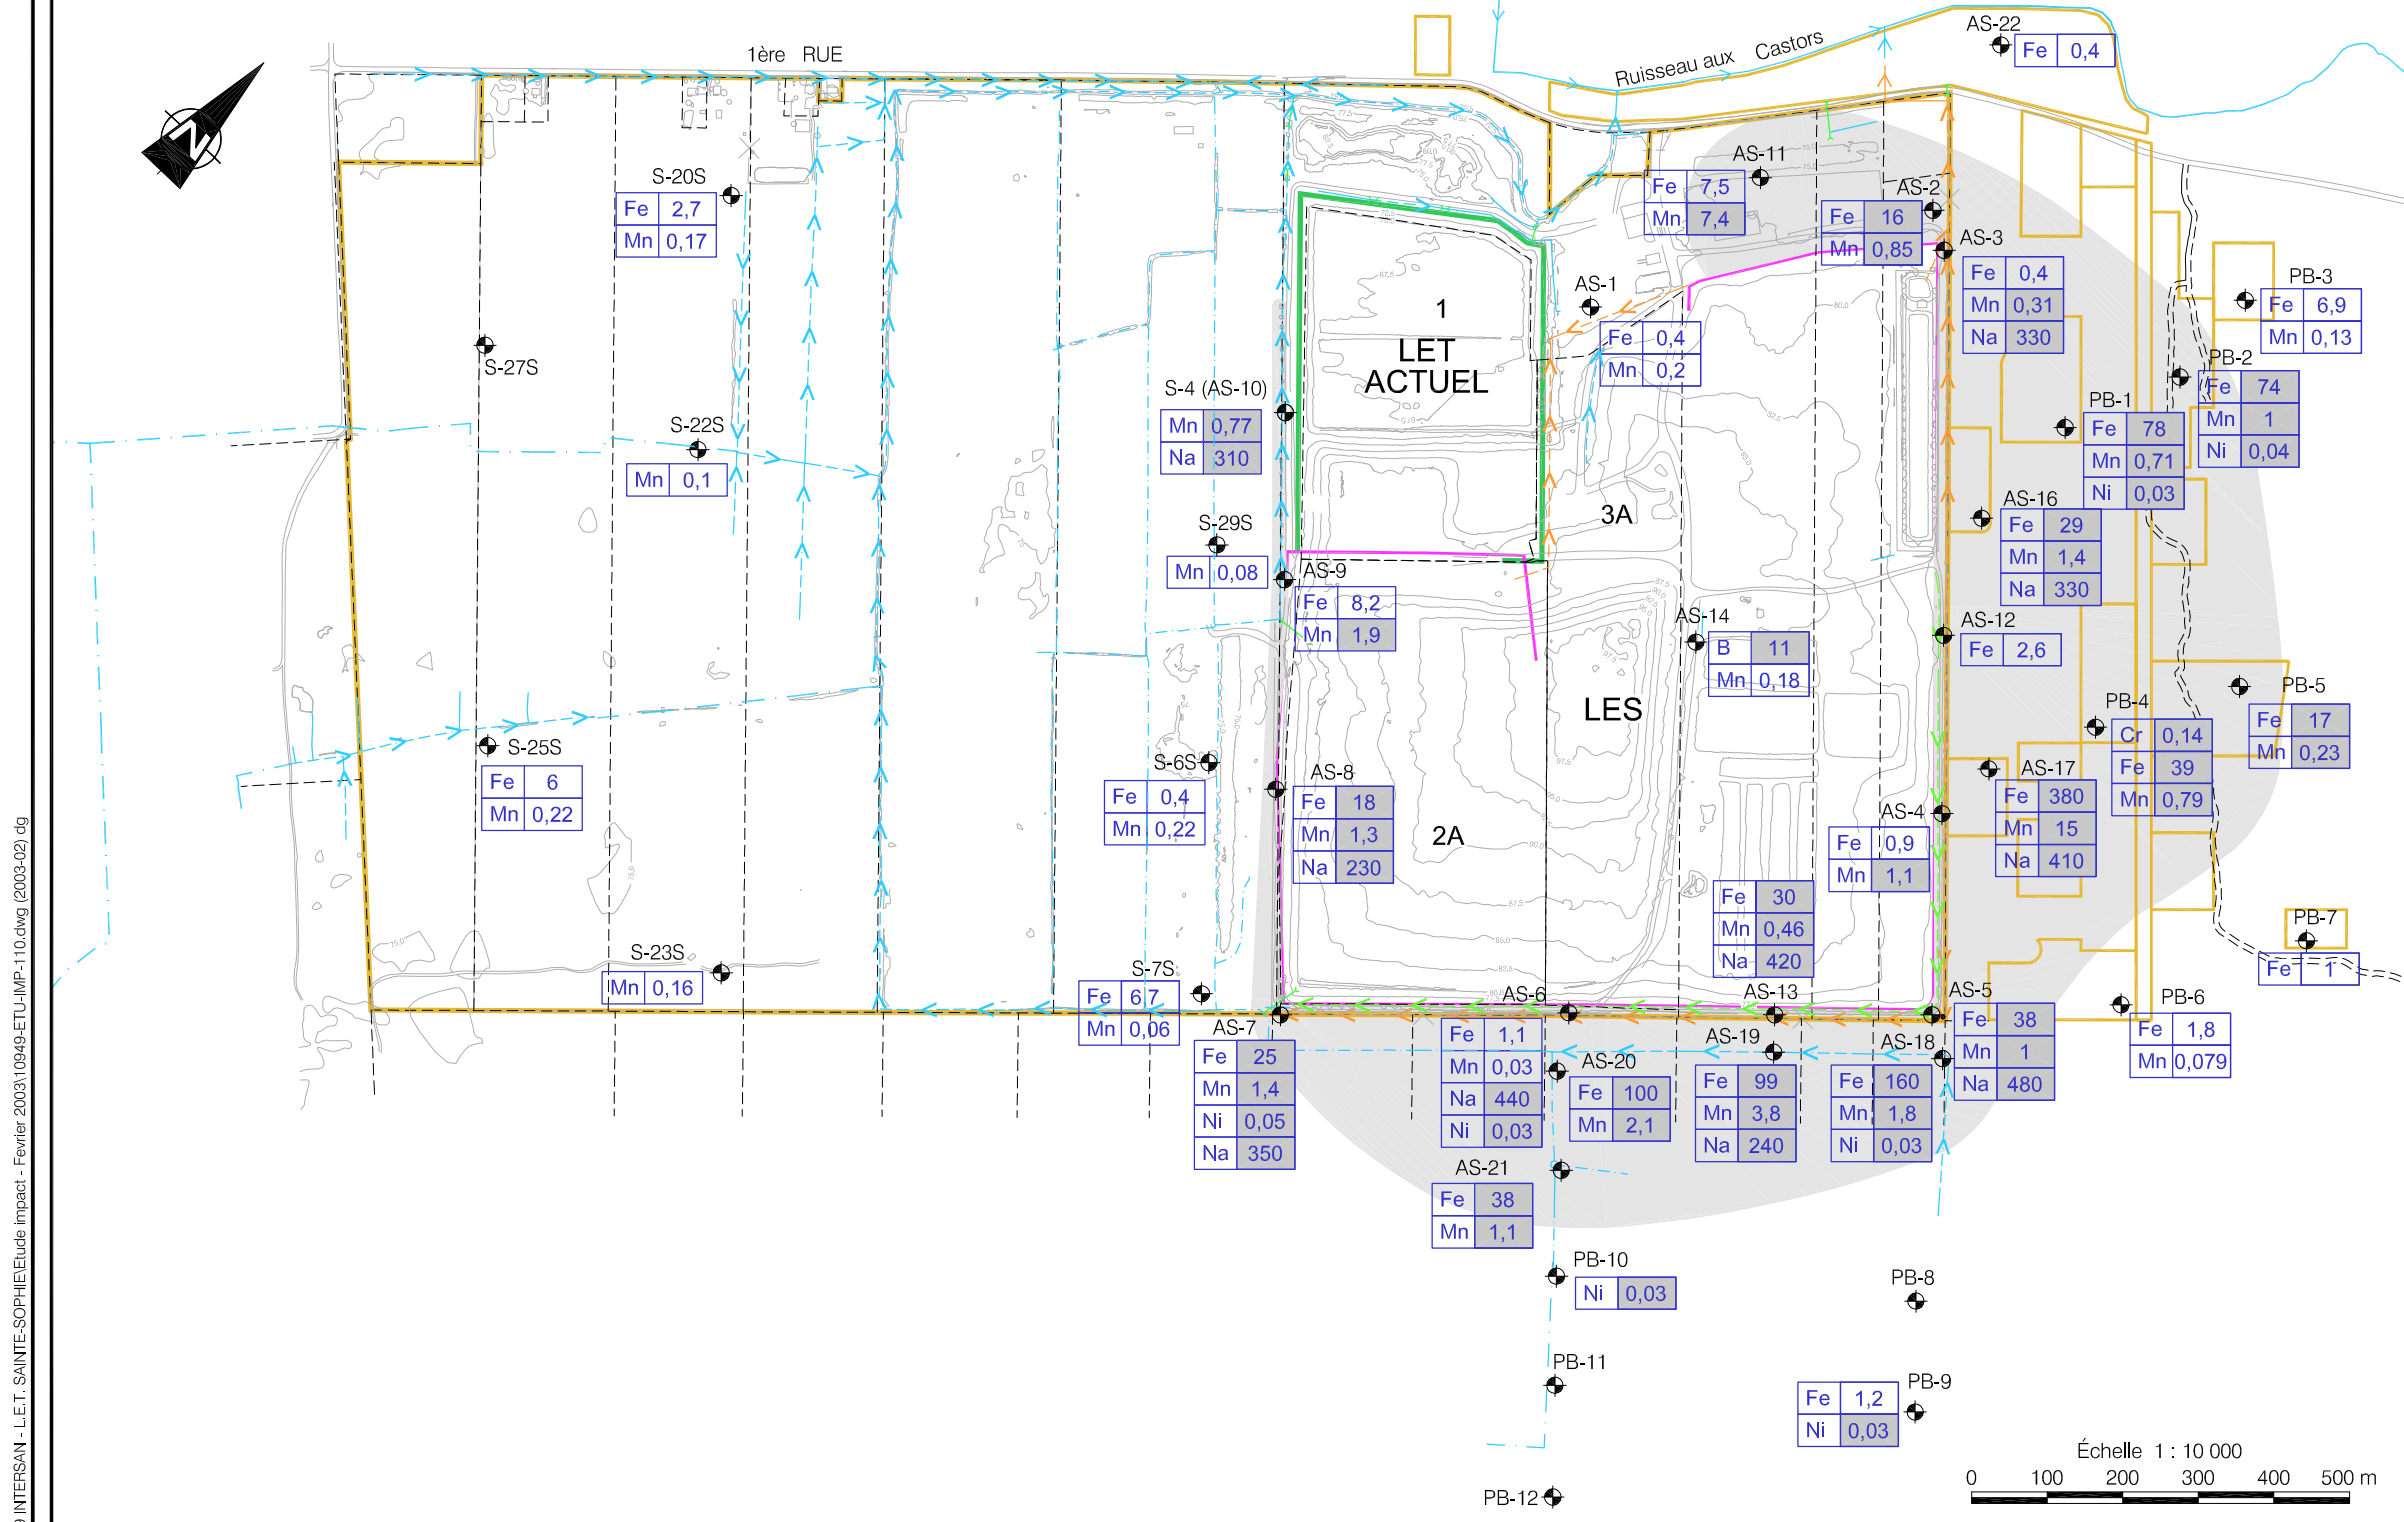 1ère RUE
Ruisseau aux Castors
AS-22
Fe 0,4
S-20S
Fe 2,7
Mn 0,17
AS-11
Fe 7,5
Mn 7,4
AS-2
Fe 16
Mn 0,85
AS-3
Fe 0,4
Mn 0,31
Na 330
PB-3
Fe 6,9
Mn 0,13
AS-1
Fe 0,4
Mn 0,2
1
LET
ACTUEL
S-27S
PB-2
Fe 74
Mn 1
Ni 0,04
S-4 (AS-10)
Mn 0,77
Na 310
PB-1
Fe 78
Mn 0,71
Ni 0,03
S-22S
Mn 0,1
3A
AS-16
Fe 29
Mn 1,4
Na 330
S-29S
Mn 0,08
AS-9
Fe 8,2
Mn 1,9
AS-14
B 11
Mn 0,18
AS-12
Fe 2,6
LES
PB-5
Fe 17
Mn 0,23
PB-4
Cr 0,14
Fe 39
Mn 0,79
S-25S
Fe 6
Mn 0,22
S-6S
Fe 0,4
Mn 0,22
AS-8
Fe 18
Mn 1,3
Na 230
2A
AS-17
Fe 380
Mn 15
Na 410
AS-4
Fe 0,9
Mn 1,1
Fe 30
Mn 0,46
Na 420
AS-13
PB-7
Fe 1
S-23S
Mn 0,16
S-7S
Fe 6,7
Mn 0,06
AS-7
Fe 25
Mn 1,4
Ni 0,05
Na 350
AS-6
Fe 1,1
Mn 0,03
Na 440
Ni 0,03
AS-5
Fe 38
Mn 1
Na 480
PB-6
Fe 1,8
Mn 0,079
AS-20
Fe 100
Mn 2,1
AS-19
Fe 99
Mn 3,8
Na 240
AS-18
Fe 160
Mn 1,8
Ni 0,03
AS-21
Fe 38
Mn 1,1
PB-10
Ni 0,03
PB-8
PB-11
PB-9
Fe 1,2
Ni 0,03
PB-12
Échelle 1 : 10 000
0 100 200 300 400 500 m
INTERSAN - L.E.T. SAINTE-SOPHIE\Etude impact - Fevrier 2003\10949-ETU-IMP-110.dwg (2003-02) dg
N